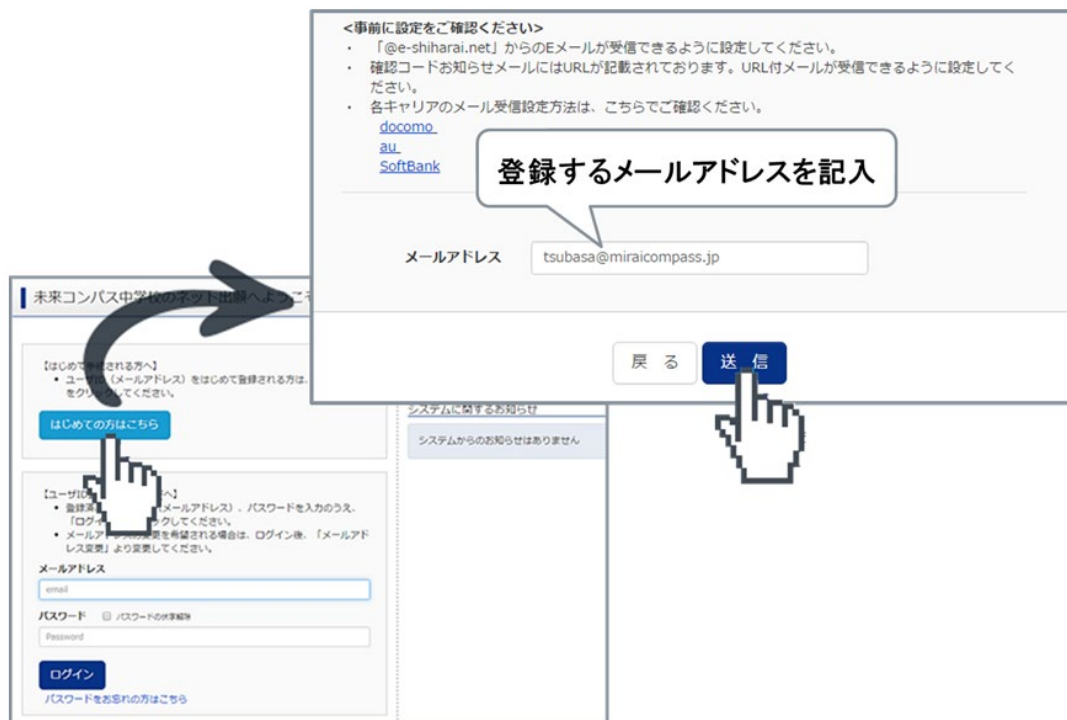 <事前に設定をご確認ください>
・ 「@e-shiharai.net」からのEメールが受信できるように設定してください。
・ 確認コードお知らせメールにはURLが記載されております。URL付メールが受信できるように設定してく
ださい。
・ 各キャリアのメール受信設定方法は、こちらでご確認ください。
docomo
au
SoftBank
登録するメールアドレスを記入
メールアドレス tsubasa@miraicompass.jp
戻 る 送 信
未来コンパス中学校のネット出願へようこそ
【はじめて手続される方へ】
• ユーザID（メールアドレス）をはじめて登録される方は、
をクリックしてください。
はじめての方はこちら
システムに関するお知らせ
システムからのお知らせはありません
【ユーザID へ】
• 登録済 （メールアドレス）、パスワードを入力のうえ、
「ログイン クしてください。
• メールアドレスの変更を希望される場合は、ログイン後、「メールアド
レス変更」より変更してください。
メールアドレス
email
パスワード パスワードの伏字解除
Password
ログイン
パスワードをお忘れの方はこちら